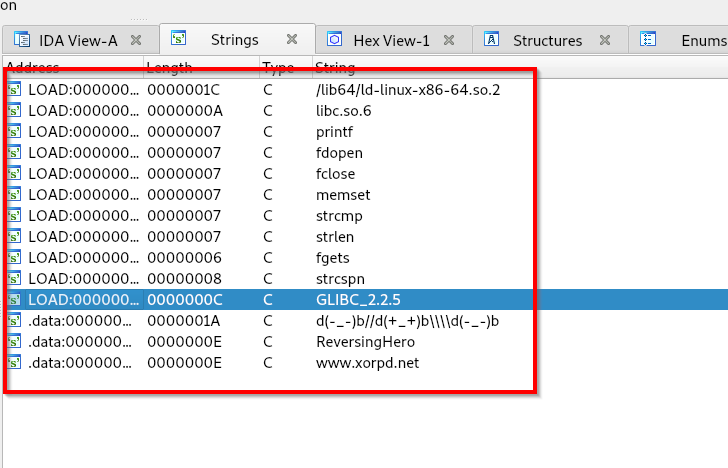 on
IDA View-A Strings Hex View-1 Structures Enums
Address Length Type String
LOAD:000000... 0000001C C /lib64/ld-linux-x86-64.so.2
LOAD:000000... 0000000A C libc.so.6
LOAD:000000... 00000007 C printf
LOAD:000000... 00000007 C fdopen
LOAD:000000... 00000007 C fclose
LOAD:000000... 00000007 C memset
LOAD:000000... 00000007 C strcmp
LOAD:000000... 00000007 C strlen
LOAD:000000... 00000006 C fgets
LOAD:000000... 00000008 C strcspn
LOAD:000000... 0000000C C GLIBC_2.2.5
.data:000000... 0000001A C d(-_-)b//d(+_+)b\\\\d(-_-)b
.data:000000... 0000000E C ReversingHero
.data:000000... 0000000E C www.xorpd.net